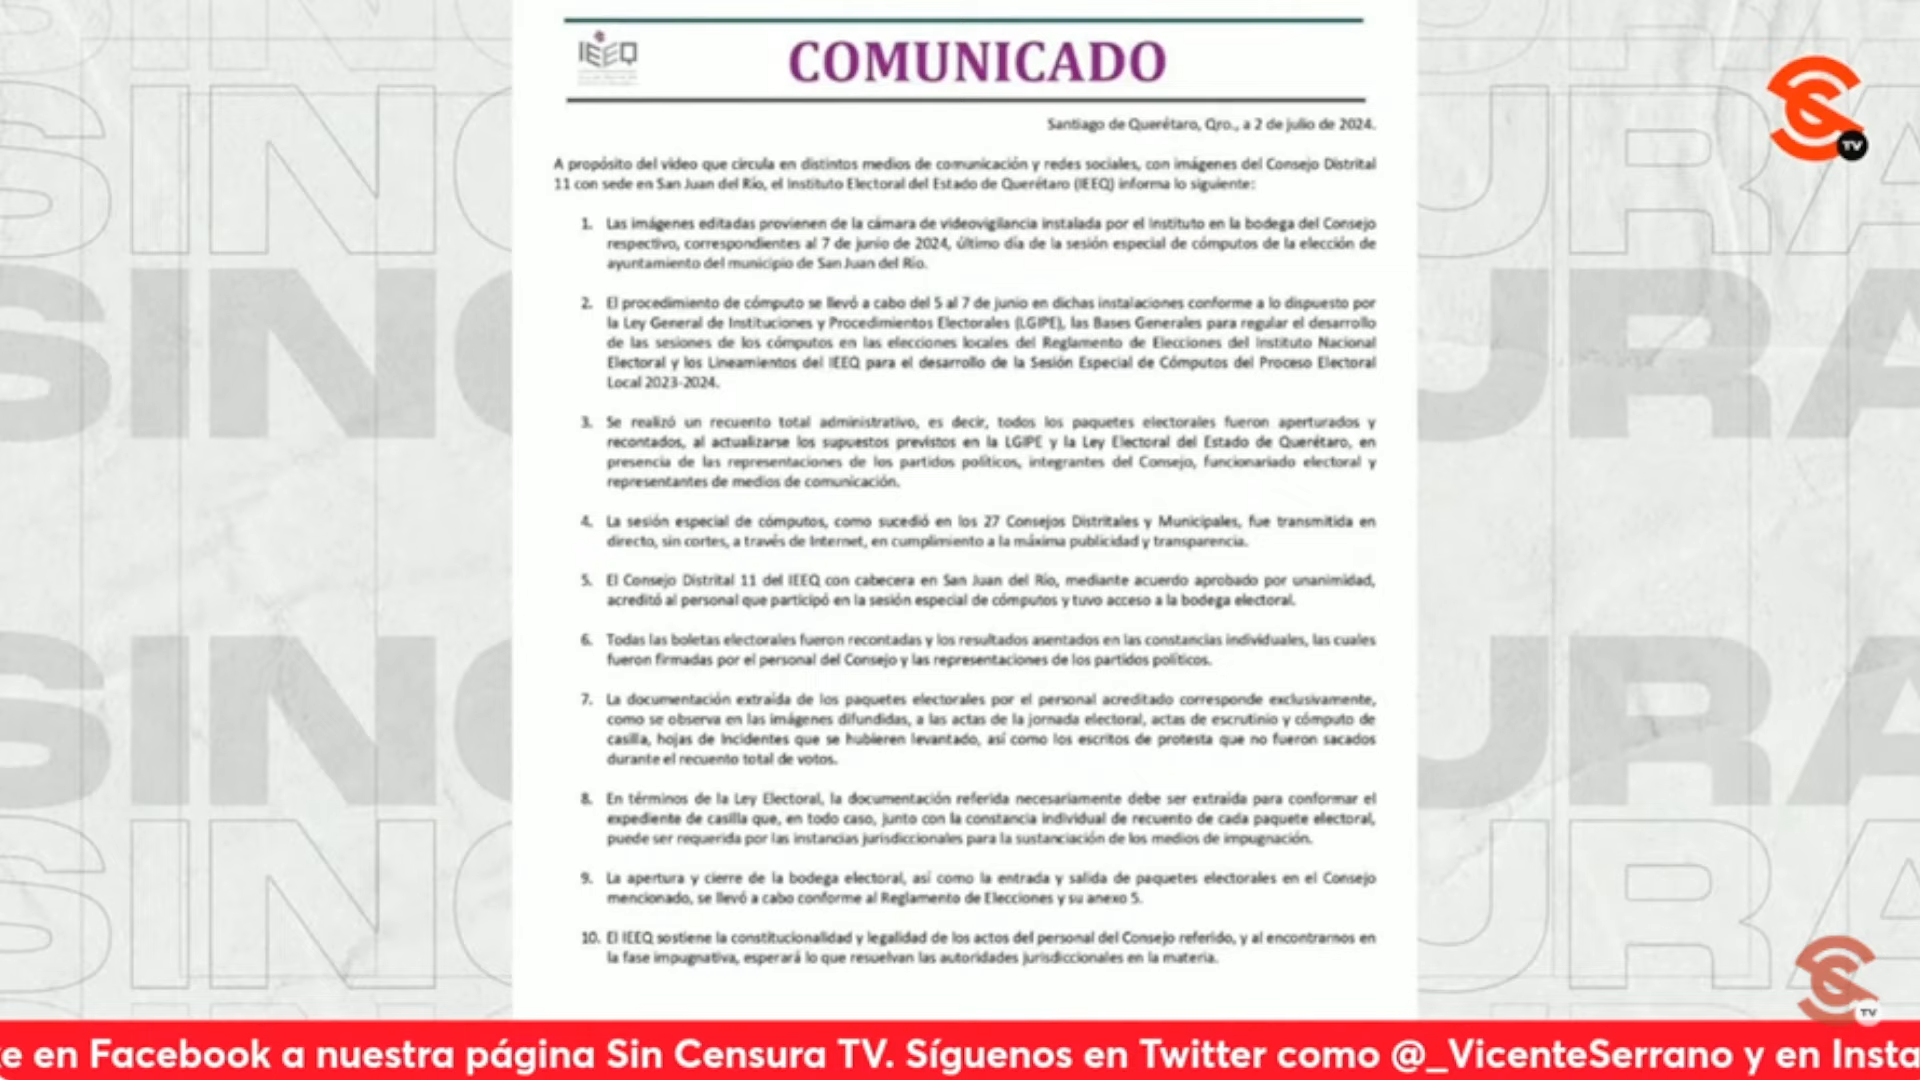 IEEQ
COMUNICADO
Santiago de Querétaro, Qro., a 2 de julio de 2024.
A propósito del video que circula en distintos medios de comunicación y redes sociales, con imágenes del Consejo Distrital
11 con sede en San Juan del Río, el Instituto Electoral del Estado de Querétaro (IEEQ) informa lo siguiente:
1. Las imágenes editadas provienen de la cámara de videovigilancia instalada por el Instituto en la bodega del Consejo
respectivo, correspondientes al 7 de junio de 2024, último día de la sesión especial de cómputos de la elección de
ayuntamiento del municipio de San Juan del Río.
2. El procedimiento de cómputo se llevó a cabo del 5 al 7 de junio en dichas instalaciones conforme a lo dispuesto por
la Ley General de Instituciones y Procedimientos Electorales (LGIPE), las Bases Generales para regular el desarrollo
de las sesiones de los cómputos en las elecciones locales del Reglamento de Elecciones del Instituto Nacional
Electoral y los Lineamientos del IEEQ para el desarrollo de la Sesión Especial de Cómputos del Proceso Electoral
Local 2023-2024.
3. Se realizó un recuento total administrativo, es decir, todos los paquetes electorales fueron aperturados y
recontados, al actualizarse los supuestos previstos en la LGIPE y la Ley Electoral del Estado de Querétaro, en
presencia de las representaciones de los partidos políticos, integrantes del Consejo, funcionariado electoral y
representantes de medios de comunicación.
4. La sesión especial de cómputos, como sucedió en los 27 Consejos Distritales y Municipales, fue transmitida en
directo, sin cortes, a través de Internet, en cumplimiento a la máxima publicidad y transparencia.
5. El Consejo Distrital 11 del IEEQ con cabecera en San Juan del Río, mediante acuerdo aprobado por unanimidad,
acreditó al personal que participó en la sesión especial de cómputos y tuvo acceso a la bodega electoral.
6. Todas las boletas electorales fueron recontadas y los resultados asentados en las constancias individuales, las cuales
fueron firmadas por el personal del Consejo y las representaciones de los partidos políticos.
7. La documentación extraída de los paquetes electorales por el personal acreditado corresponde exclusivamente,
como se observa en las imágenes difundidas, a las actas de la jornada electoral, actas de escrutinio y cómputo de
casilla, hojas de Incidentes que se hubieren levantado, así como los escritos de protesta que no fueron sacados
durante el recuento total de votos.
8. En términos de la Ley Electoral, la documentación referida necesariamente debe ser extraída para conformar el
expediente de casilla que, en todo caso, junto con la constancia individual de recuento de cada paquete electoral,
puede ser requerida por las instancias jurisdiccionales para la sustanciación de los medios de impugnación.
9. La apertura y cierre de la bodega electoral, así como la entrada y salida de paquetes electorales en el Consejo
mencionado, se llevó a cabo conforme al Reglamento de Elecciones y su anexo 5.
10. El IEEQ sostiene la constitucionalidad y legalidad de los actos del personal del Consejo referido, y al encontrarnos en
la fase impugnativa, esperará lo que resuelvan las autoridades jurisdiccionales en la materia.
SIN
URA
SIN
URA
SIN
URA
SIN
URA
TV
TV
e en Facebook a nuestra página Sin Censura TV. Síguenos en Twitter como @_VicenteSerrano y en Insta